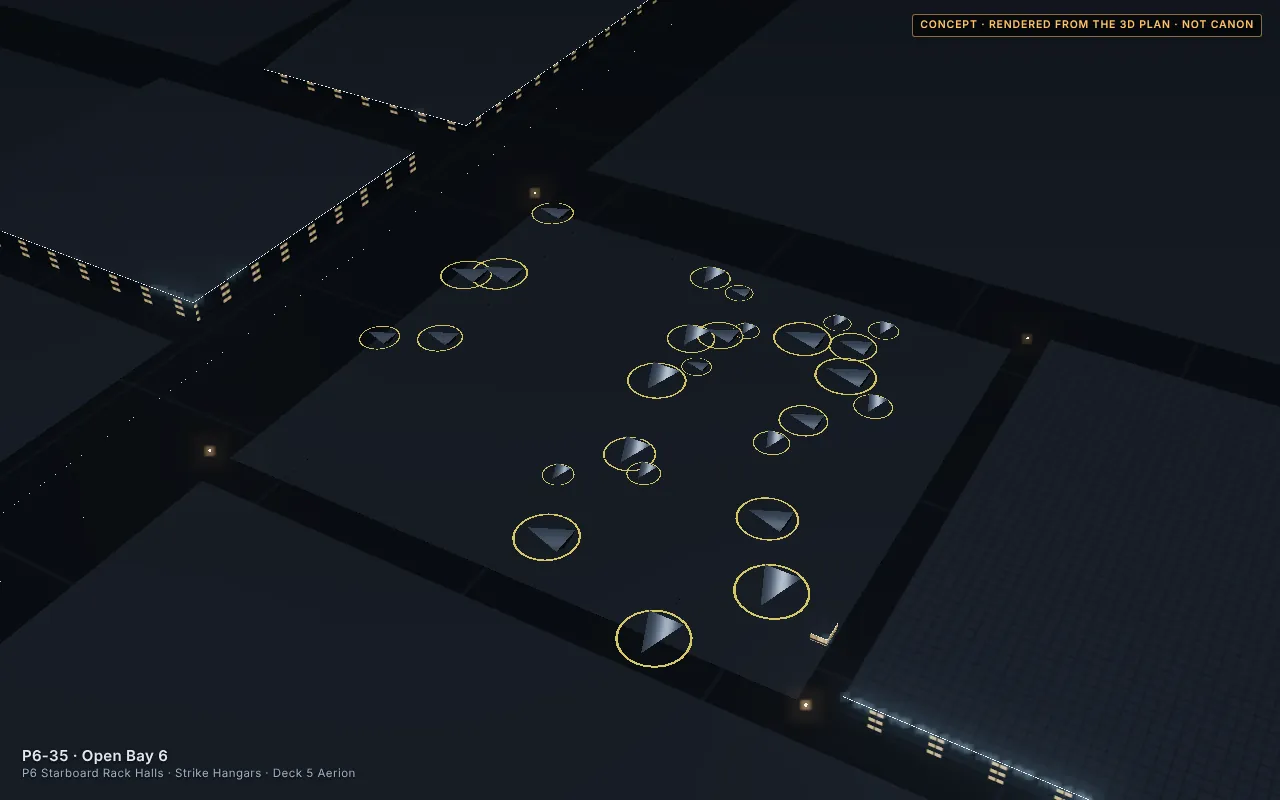 CONCEPT · RENDERED FROM THE 3D PLAN · NOT CANON
P6-35 · Open Bay 6
P6 Starboard Rack Halls · Strike Hangars · Deck 5 Aerion